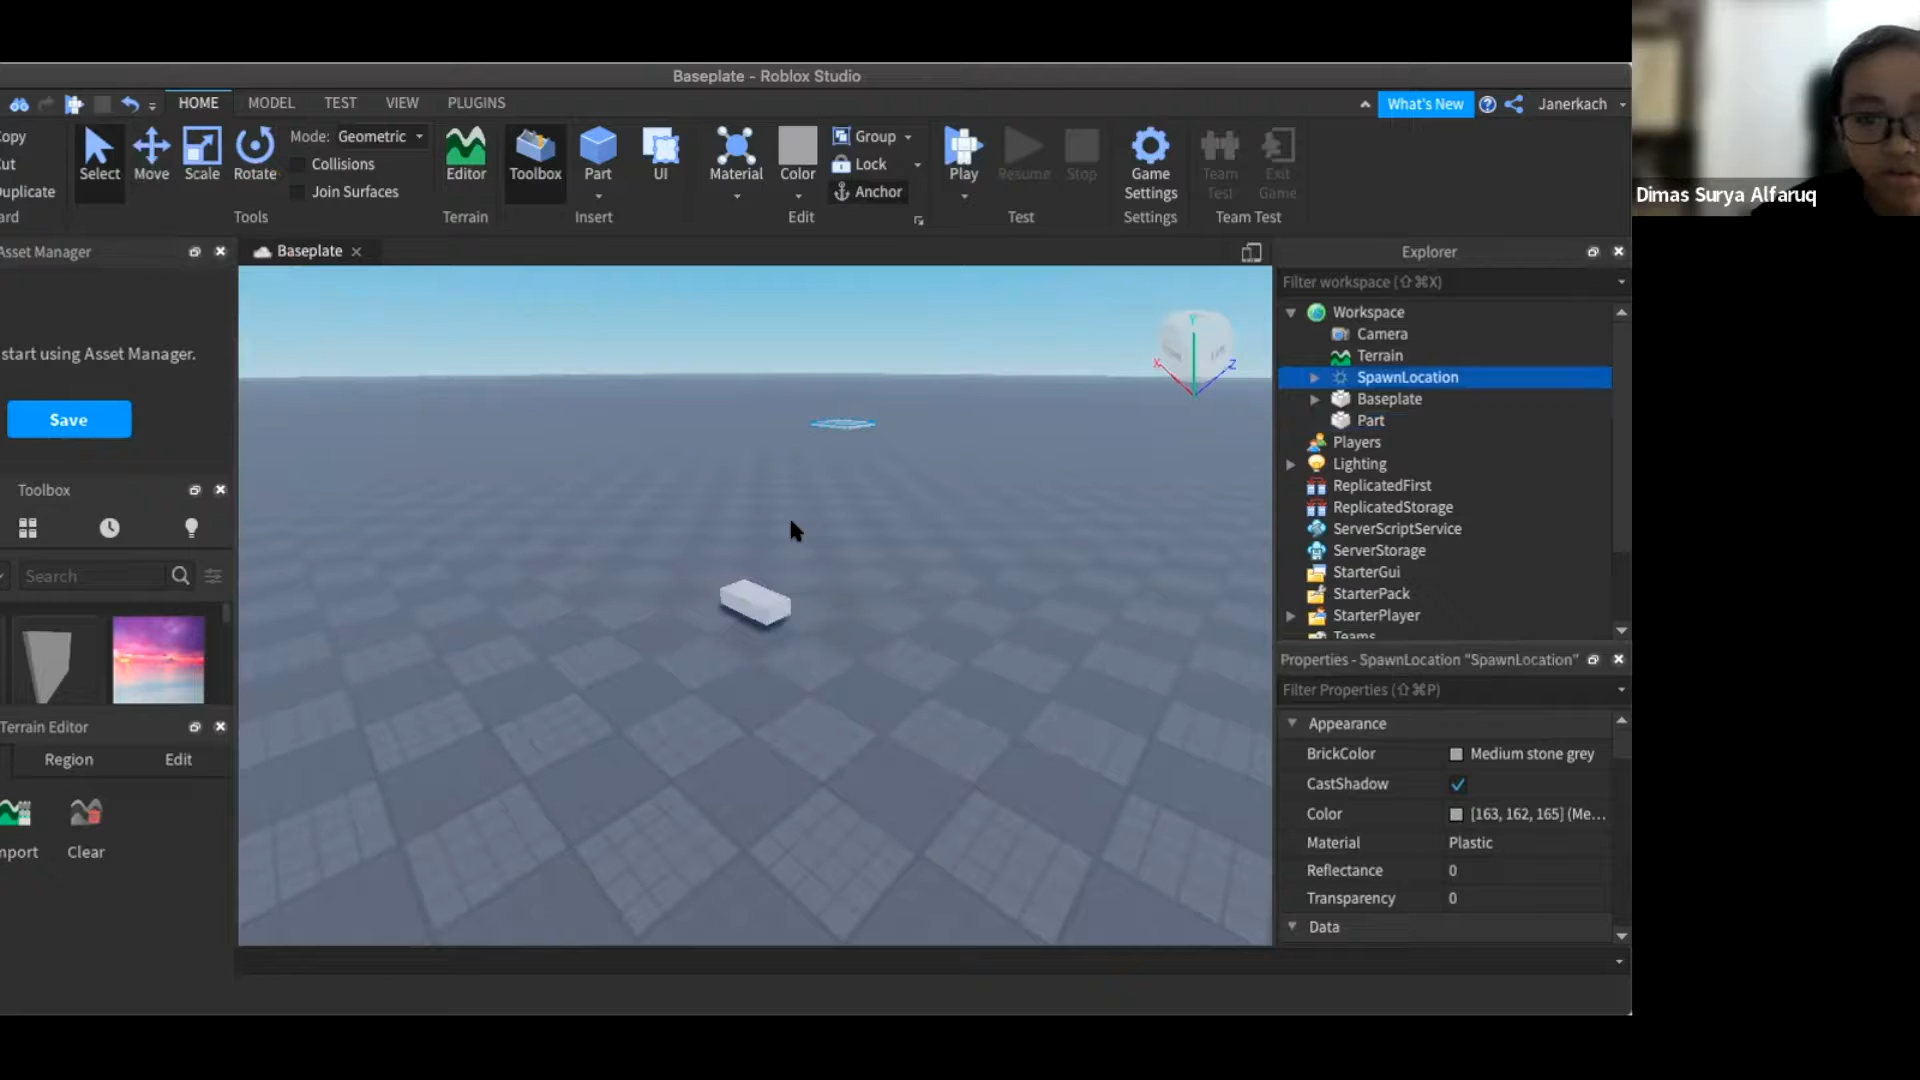 Baseplate - Roblox Studio
HOME MODEL TEST VIEW PLUGINS
What's New
Janerkach
opy
ut
uplicate
ard
Select
Move
Scale
Rotate
Mode: Geometric
Collisions
Join Surfaces
Tools
Editor
Terrain
Toolbox
Part
UI
Insert
Material
Color
Group
Lock
Anchor
Edit
Play
Resume
Stop
Test
Game
Settings
Settings
Team
Test
Exit
Game
Team Test
Dimas Surya Alfaruq
Asset Manager
start using Asset Manager.
Save
Toolbox
Search
Terrain Editor
Region
Edit
mport
Clear
Baseplate
X
Y
Z
Explorer
Filter workspace (⇧⌘X)
Workspace
Camera
Terrain
SpawnLocation
Baseplate
Part
Players
Lighting
ReplicatedFirst
ReplicatedStorage
ServerScriptService
ServerStorage
StarterGui
StarterPack
StarterPlayer
Teams
Properties - SpawnLocation "SpawnLocation"
Filter Properties (⇧⌘P)
Appearance
BrickColor Medium stone grey
CastShadow
Color [163, 162, 165] (Me...
Material Plastic
Reflectance 0
Transparency 0
Data